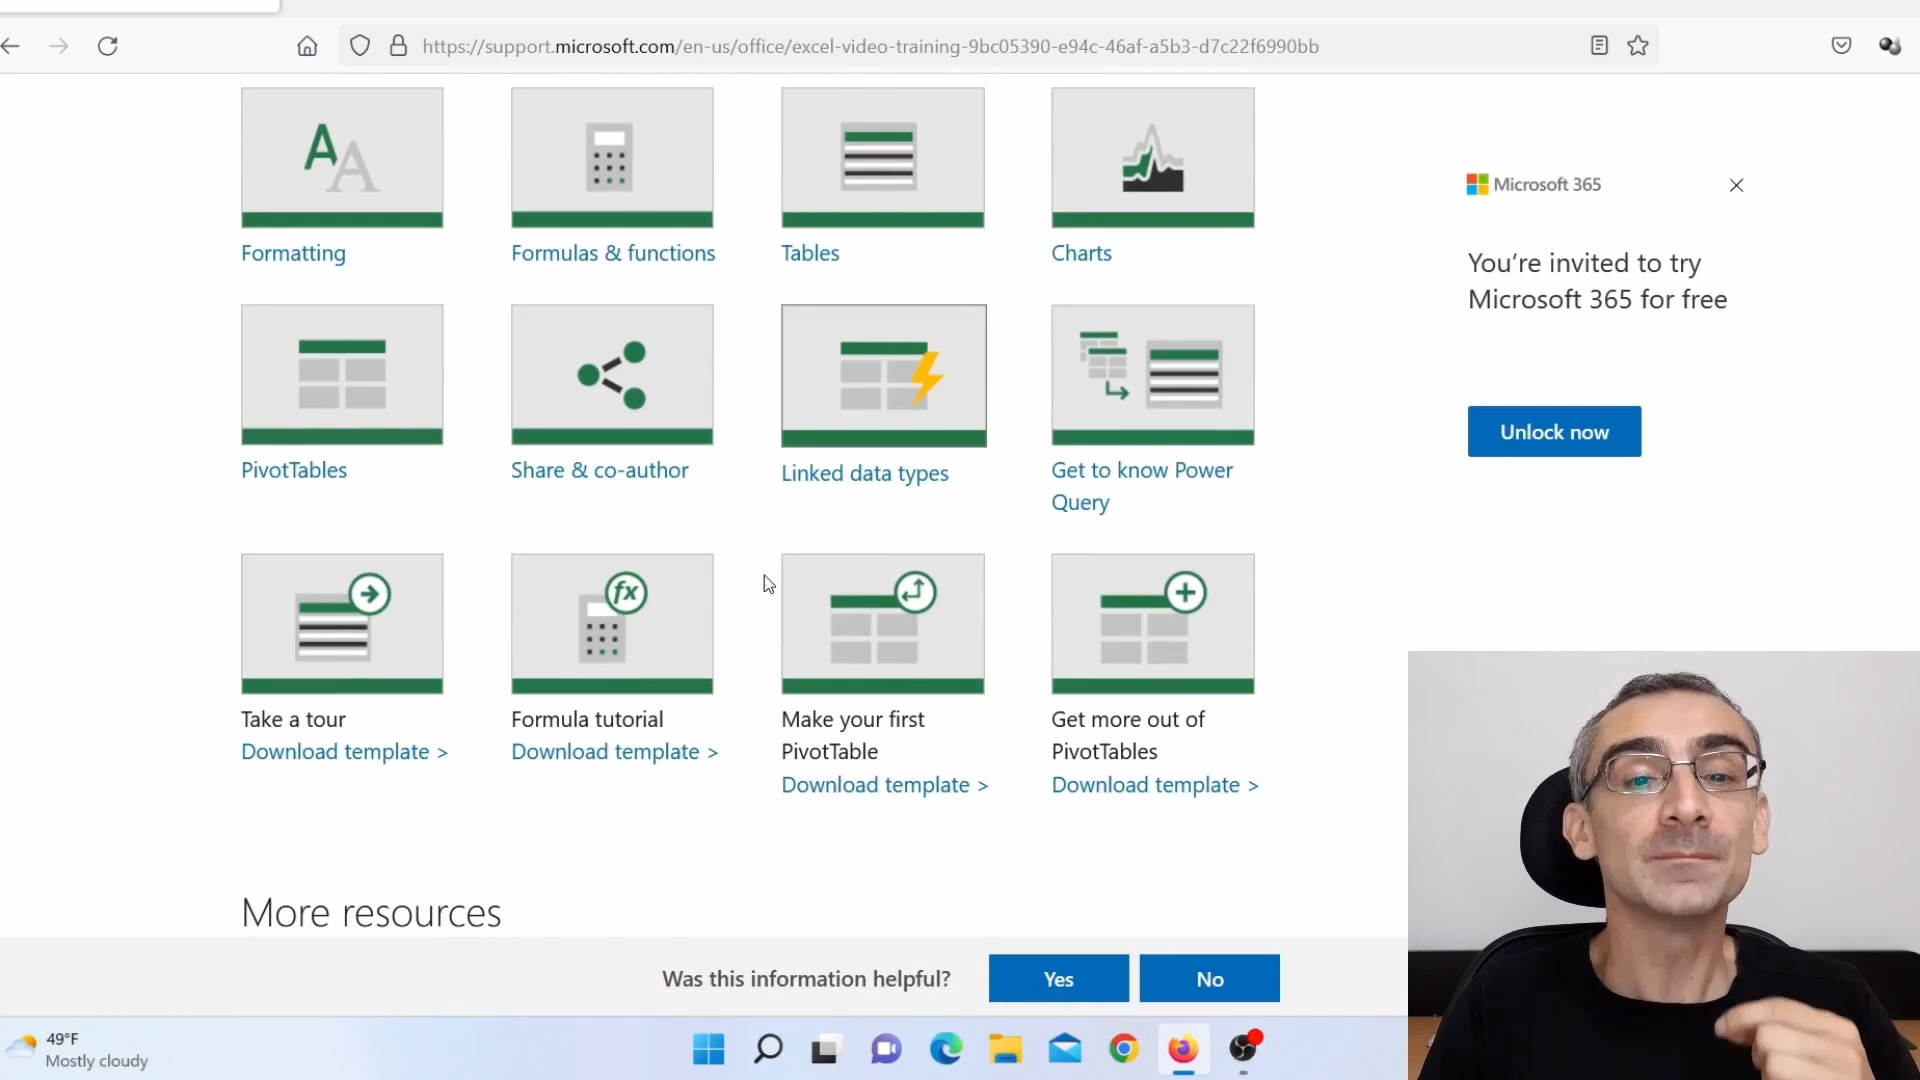 https://support.microsoft.com/en-us/office/excel-video-training-9bc05390-e94c-46af-a5b3-d7c22f6990bb
A A
Formatting
Formulas & functions
Tables
Charts
Microsoft 365
You’re invited to try
Microsoft 365 for free
Unlock now
PivotTables
Share & co-author
Linked data types
Get to know Power
Query
fx
Take a tour
Download template >
Formula tutorial
Download template >
Make your first
PivotTable
Download template >
Get more out of
PivotTables
Download template >
More resources
Was this information helpful?
Yes
No
49°F
Mostly cloudy